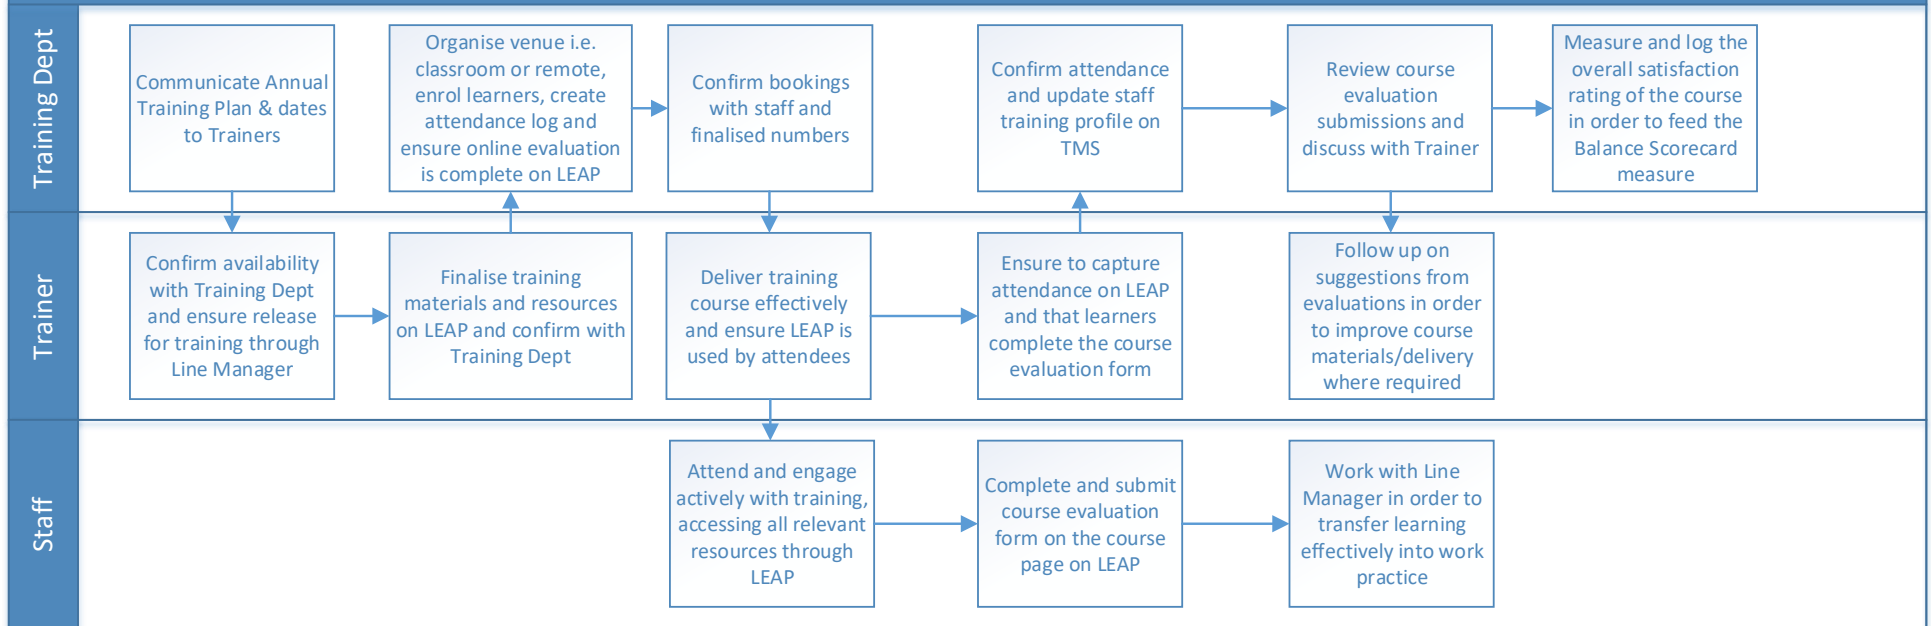 Training Dept
Communicate Annual
Training Plan & dates
to Trainers
Organise venue i.e.
classroom or remote,
enrol learners, create
attendance log and
ensure online evaluation
is complete on LEAP
Confirm bookings
with staff and
finalised numbers
Confirm attendance
and update staff
training profile on
TMS
Review course
evaluation
submissions and
discuss with Trainer
Measure and log the
overall satisfaction
rating of the course
in order to feed the
Balance Scorecard
measure
Trainer
Confirm availability
with Training Dept
and ensure release
for training through
Line Manager
Finalise training
materials and resources
on LEAP and confirm with
Training Dept
Deliver training
course effectively
and ensure LEAP is
used by attendees
Ensure to capture
attendance on LEAP
and that learners
complete the course
evaluation form
Follow up on
suggestions from
evaluations in order
to improve course
materials/delivery
where required
Staff
Attend and engage
actively with training,
accessing all relevant
resources through
LEAP
Complete and submit
course evaluation
form on the course
page on LEAP
Work with Line
Manager in order to
transfer learning
effectively into work
practice